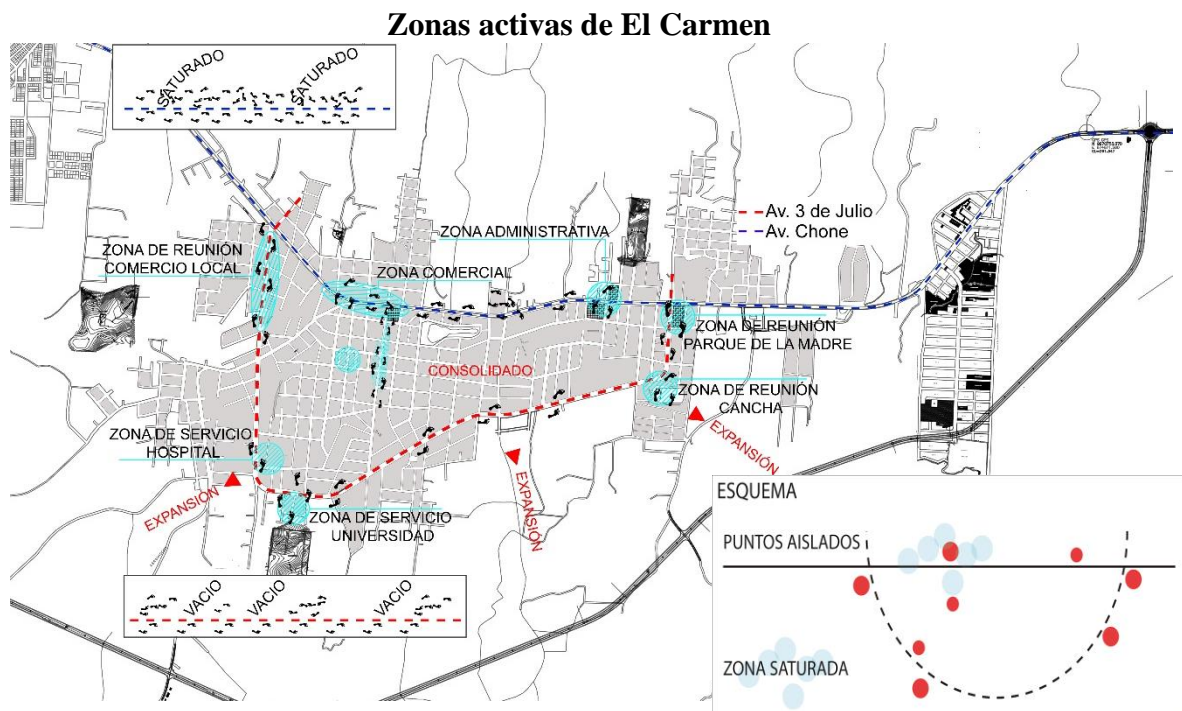 Zonas activas de El Carmen
SATURADO
SATURADO
ZONA DE REUNIÓN
COMERCIO LOCAL
ZONA ADMINISTRATIVA
ZONA COMERCIAL
Av. 3 de Julio
Av. Chone
ZONA DE REUNIÓN
PARQUE DE LA MADRE
CONSOLIDADO
ZONA DE REUNIÓN
CANCHA
ZONA DE SERVICIO
HOSPITAL
EXPANSIÓN
EXPANSIÓN
EXPANSIÓN
ZONA DE SERVICIO
UNIVERSIDAD
VACIO
VACIO
VACIO
ESQUEMA
PUNTOS AISLADOS
ZONA SATURADA